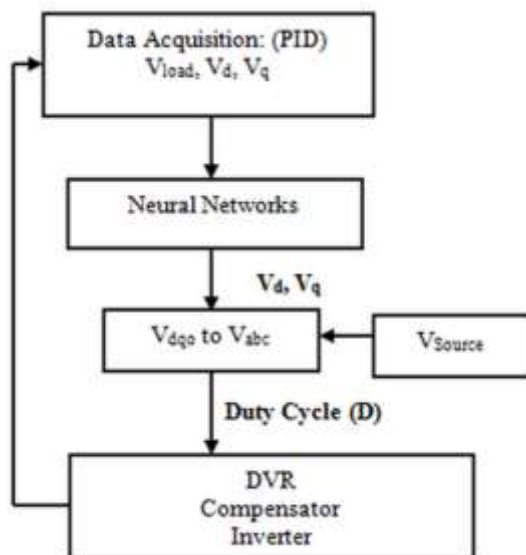 Data Acquisition: (PID)
Vload, Vd, Vq
Neural Networks
Vd, Vq
Vdqo to Vabc
VSource
Duty Cycle (D)
DVR
Compensator
Inverter